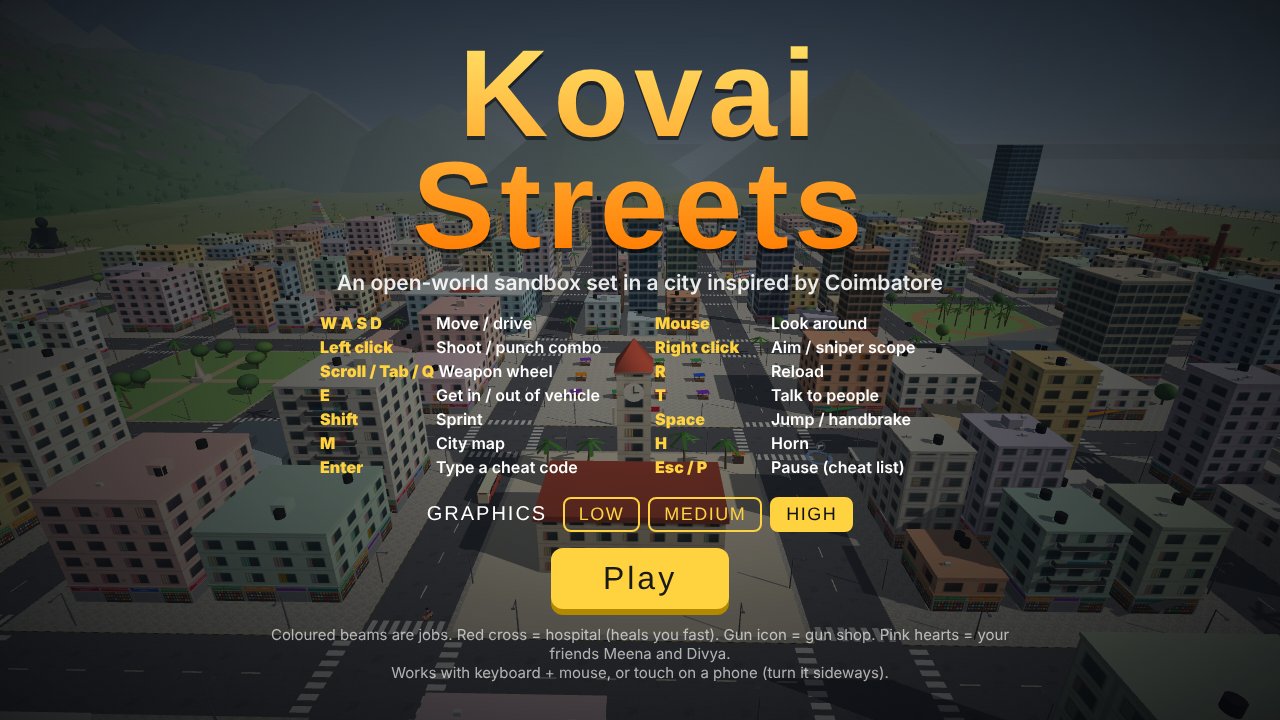 Kovai
Streets
An open-world sandbox set in a city inspired by Coimbatore
W A S D Move / drive Mouse Look around
Left click Shoot / punch combo Right click Aim / sniper scope
Scroll / Tab / Q Weapon wheel R Reload
E Get in / out of vehicle T Talk to people
Shift Sprint Space Jump / handbrake
M City map H Horn
Enter Type a cheat code Esc / P Pause (cheat list)
GRAPHICS LOW MEDIUM HIGH
Play
Coloured beams are jobs. Red cross = hospital (heals you fast). Gun icon = gun shop. Pink hearts = your
friends Meena and Divya.
Works with keyboard + mouse, or touch on a phone (turn it sideways).